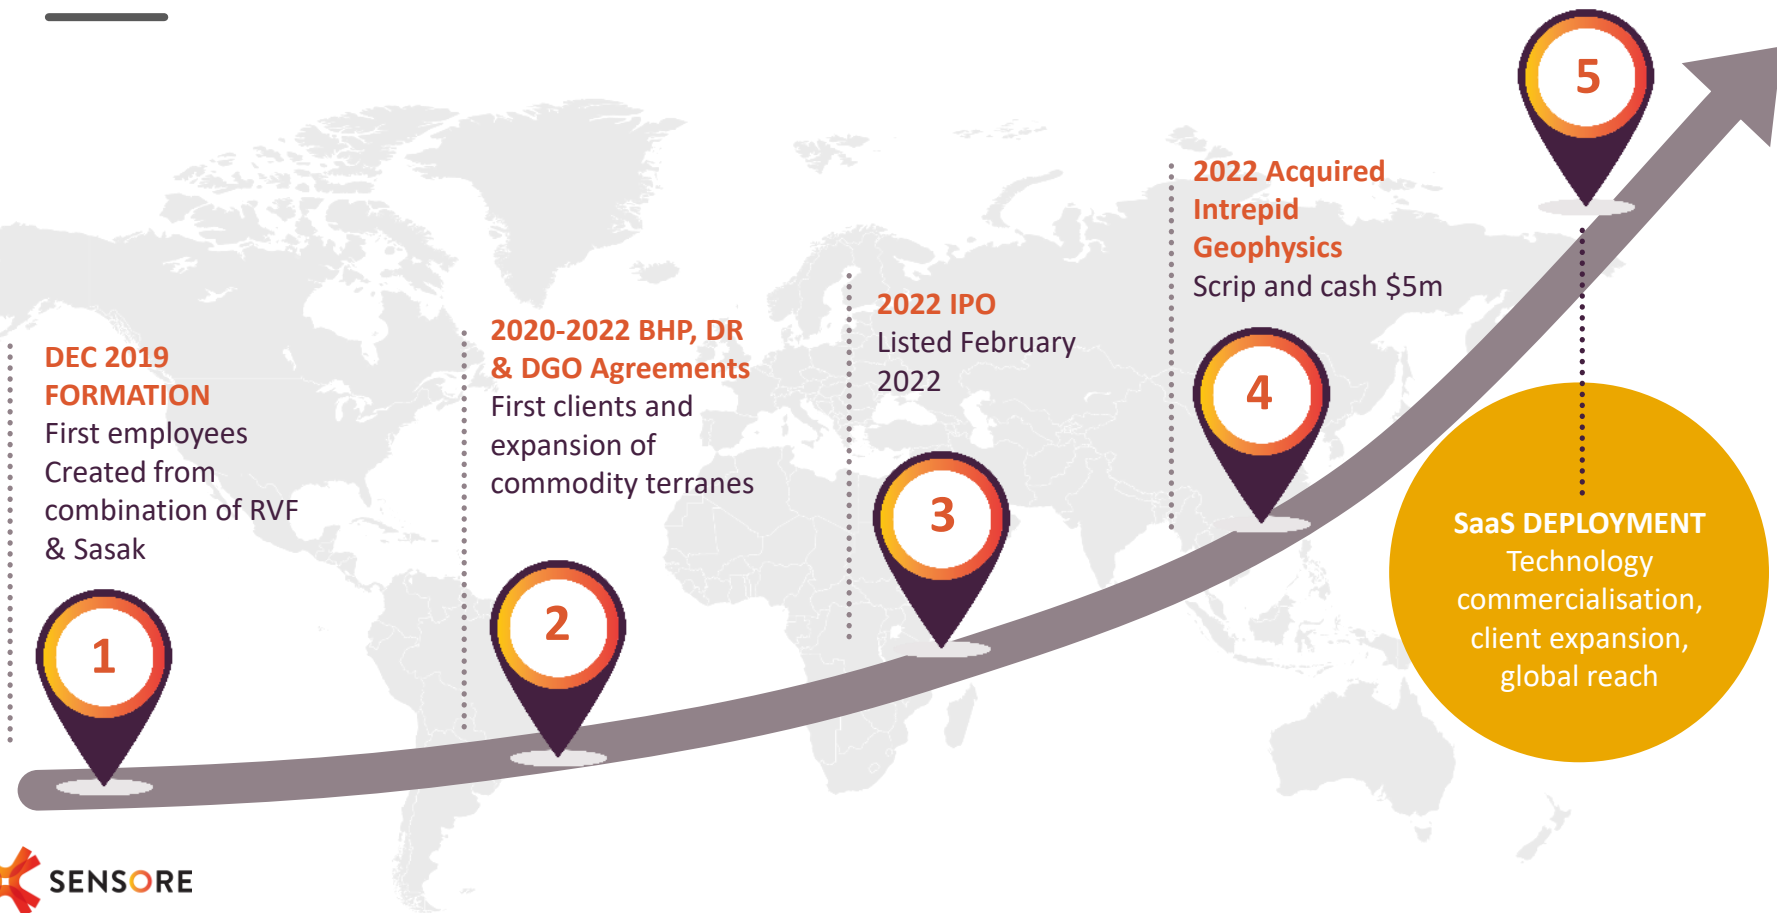 DEC 2019
FORMATION
First employees
Created from
combination of RVF
& Sasak
1
2020-2022 BHP, DR
& DGO Agreements
First clients and
expansion of
commodity terranes
2
2022 IPO
Listed February
2022
3
2022 Acquired
Intrepid
Geophysics
Scrip and cash $5m
4
5
SaaS DEPLOYMENT
Technology
commercialisation,
client expansion,
global reach
SENSORE